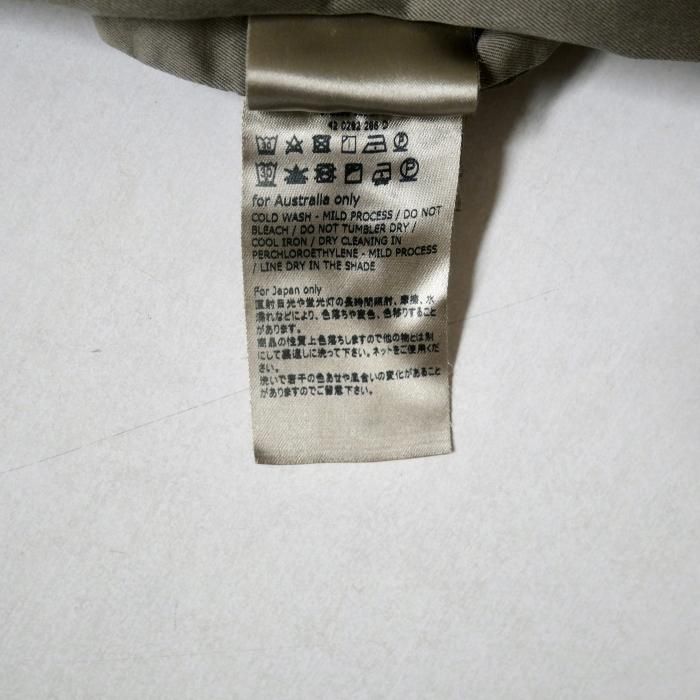 42 0282 286 D
for Australia only
COLD WASH - MILD PROCESS / DO NOT
BLEACH / DO NOT TUMBLER DRY /
COOL IRON / DRY CLEANING IN
PERCHLOROETHYLENE - MILD PROCESS
/ LINE DRY IN THE SHADE
For Japan only
直射日光や蛍光灯の長時間照射、摩擦、水
濡れなどにより、色落ちや変色、色移りすること
があります。
商品の性質上色落ちしますので他の物とは別
にして裏返しに洗って下さい。ネットをご使用くだ
さい。
洗いで若干の色あせや風合いの変化があること
がありますのでご留意下さい。